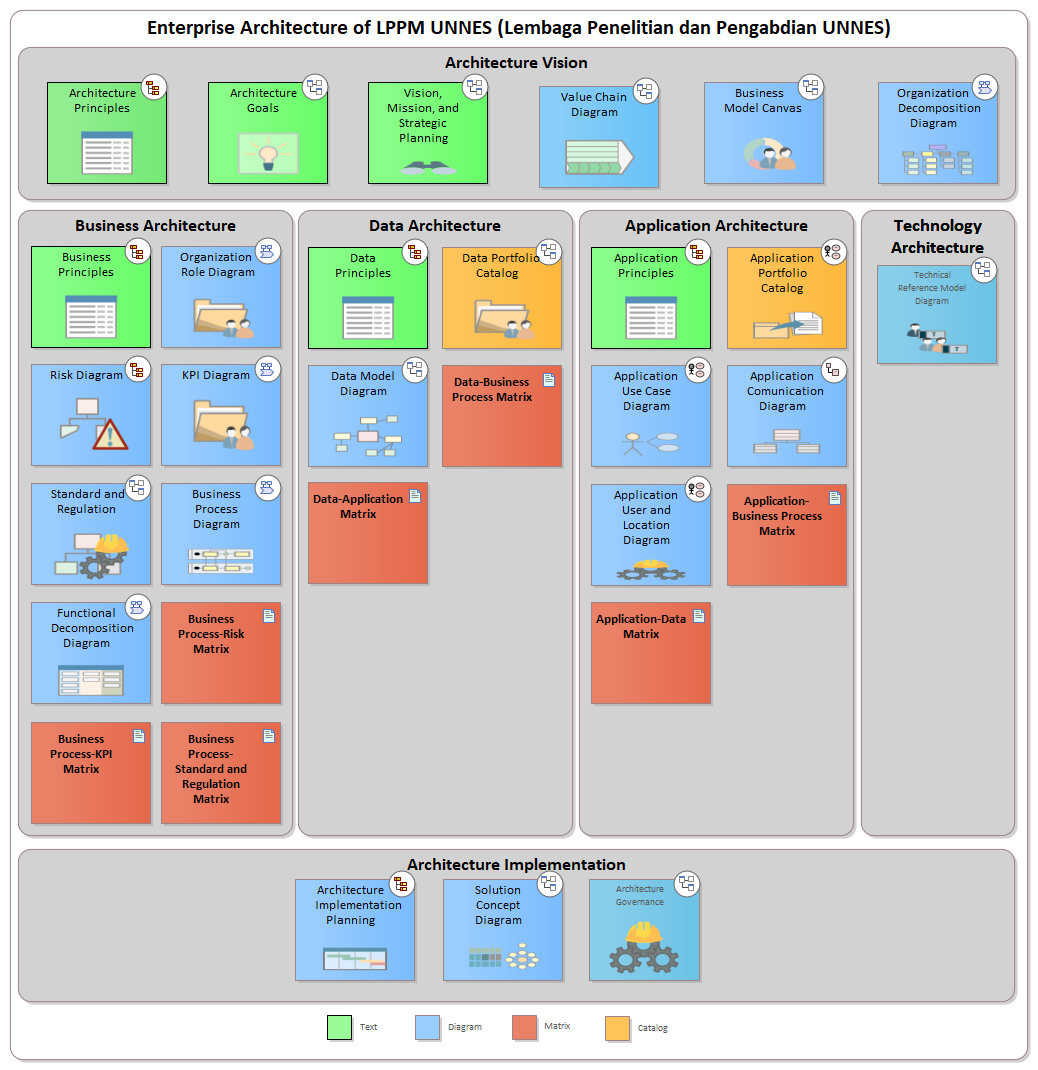 Enterprise Architecture of LPPM UNNES (Lembaga Penelitian dan Pengabdian UNNES)
Architecture Vision
Architecture
Principles
Architecture
Goals
Vision,
Mission, and
Strategic
Planning
Value Chain
Diagram
Business
Model Canvas
Organization
Decomposition
Diagram
Business Architecture
Business
Principles
Organization
Role Diagram
Risk Diagram
KPI Diagram
Standard and
Regulation
Business
Process
Diagram
Functional
Decomposition
Diagram
Business
Process-Risk
Matrix
Business
Process-KPI
Matrix
Business
Process-
Standard and
Regulation
Matrix
Data Architecture
Data
Principles
Data Portfolio
Catalog
Data Model
Diagram
Data-Business
Process Matrix
Data-Application
Matrix
Application Architecture
Application
Principles
Application
Portfolio
Catalog
Application
Use Case
Diagram
Application
Comunication
Diagram
Application
User and
Location
Diagram
Application-
Business Process
Matrix
Application-Data
Matrix
Technology
Architecture
Technical
Reference Model
Diagram
Architecture Implementation
Architecture
Implementation
Planning
Solution
Concept
Diagram
Architecture
Governance
Text
Diagram
Matrix
Catalog